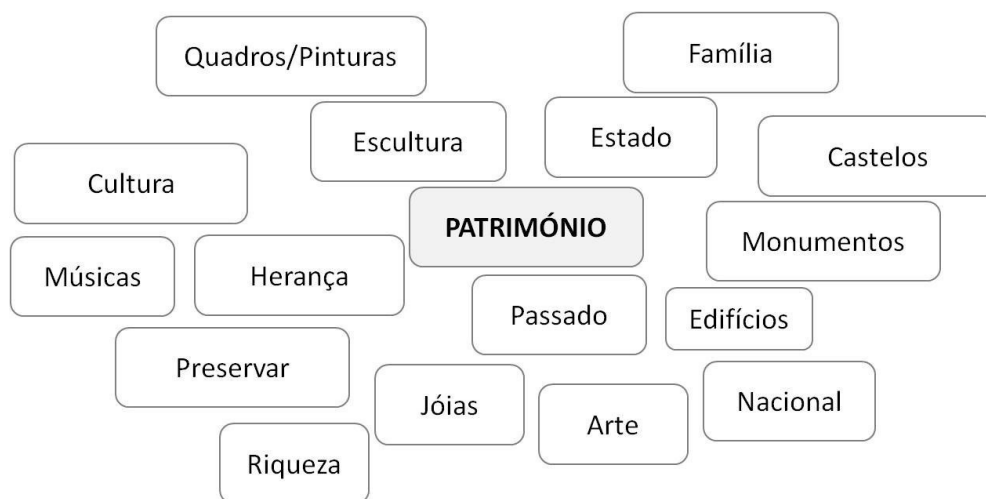 Quadros/Pinturas
Família
Escultura
Estado
Castelos
Cultura
PATRIMÓNIO
Monumentos
Músicas
Herança
Passado
Edifícios
Preservar
Jóias
Arte
Nacional
Riqueza